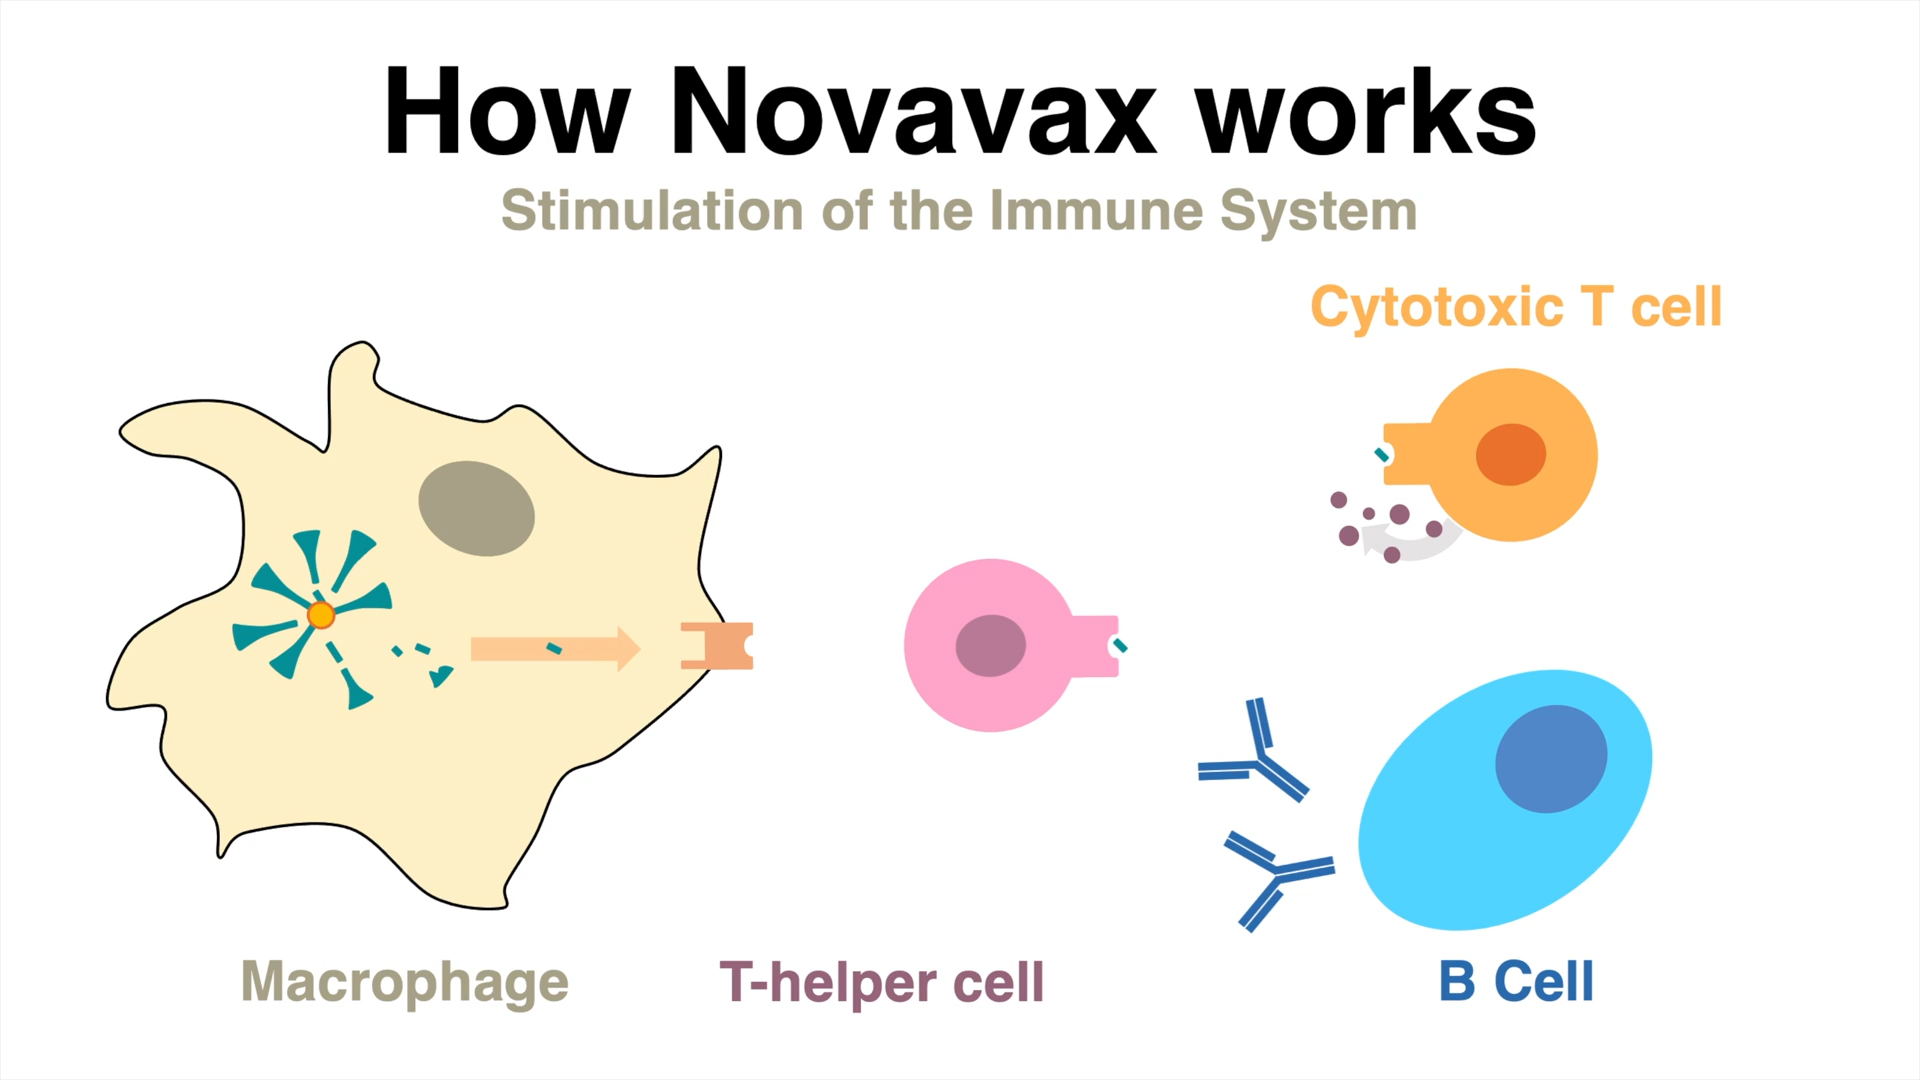 How Novavax works
Stimulation of the Immune System
Cytotoxic T cell
Macrophage
T-helper cell
B Cell